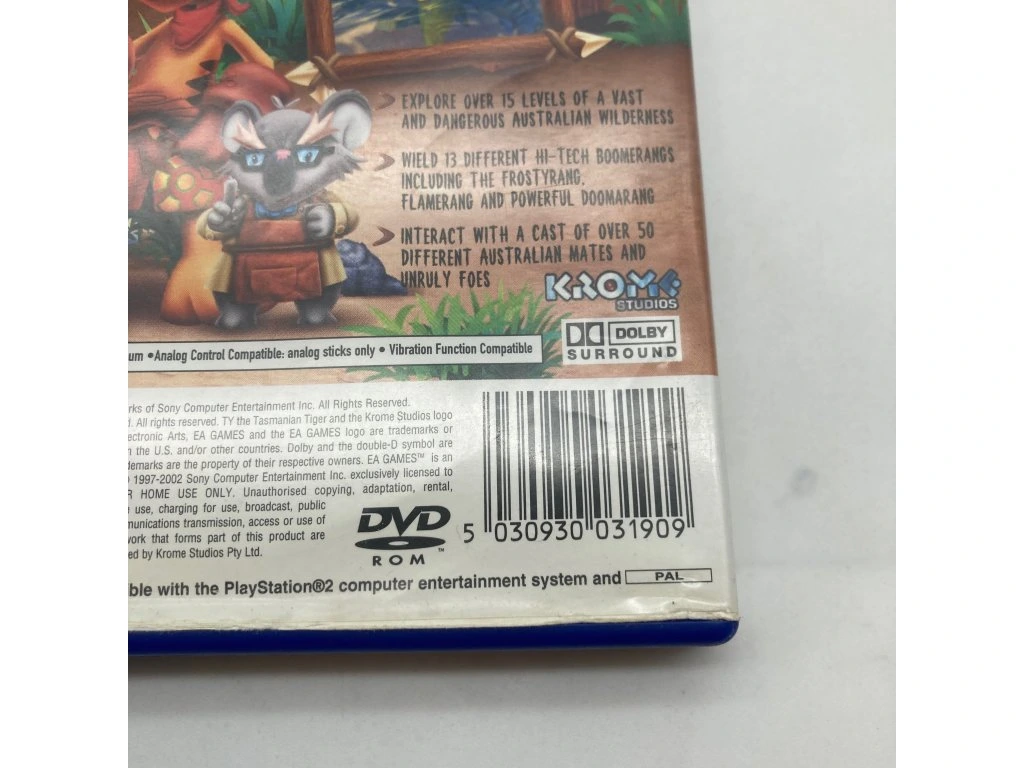 EXPLORE OVER 15 LEVELS OF A VAST
AND DANGEROUS AUSTRALIAN WILDERNESS
WIELD 13 DIFFERENT HI-TECH BOOMERANGS
INCLUDING THE FROSTYRANG,
FLAMERANG AND POWERFUL DOOMARANG
INTERACT WITH A CAST OF OVER 50
DIFFERENT AUSTRALIAN MATES AND
UNRULY FOES
KROME
STUDIOS
DOLBY
SURROUND
um •Analog Control Compatible: analog sticks only • Vibration Function Compatible
rks of Sony Computer Entertainment Inc. All Rights Reserved.
d. All rights reserved. TY the Tasmanian Tiger and the Krome Studios logo
ectronic Arts, EA GAMES and the EA GAMES logo are trademarks or
n the U.S. and/or other countries. Dolby and the double-D symbol are
demarks are the property of their respective owners. EA GAMES™ is an
1997-2002 Sony Computer Entertainment Inc. exclusively licensed to
R HOME USE ONLY. Unauthorised copying, adaptation, rental,
use, charging for use, broadcast, public
munications transmission, access or use of
work that forms part of this product are
ed by Krome Studios Pty Ltd.
DVD
ROM
5 030930 031909
ble with the PlayStation®2 computer entertainment system and PAL